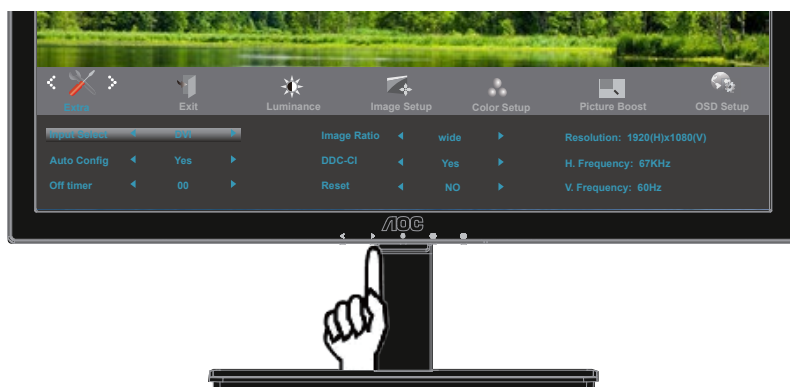 Extra Exit Luminance Image Setup Color Setup Picture Boost OSD Setup
Input Select DVI Image Ratio wide Resolution: 1920(H)x1080(V)
Auto Config Yes DDC-CI Yes H. Frequency: 67KHz
Off timer 00 Reset NO V. Frequency: 60Hz
AOC